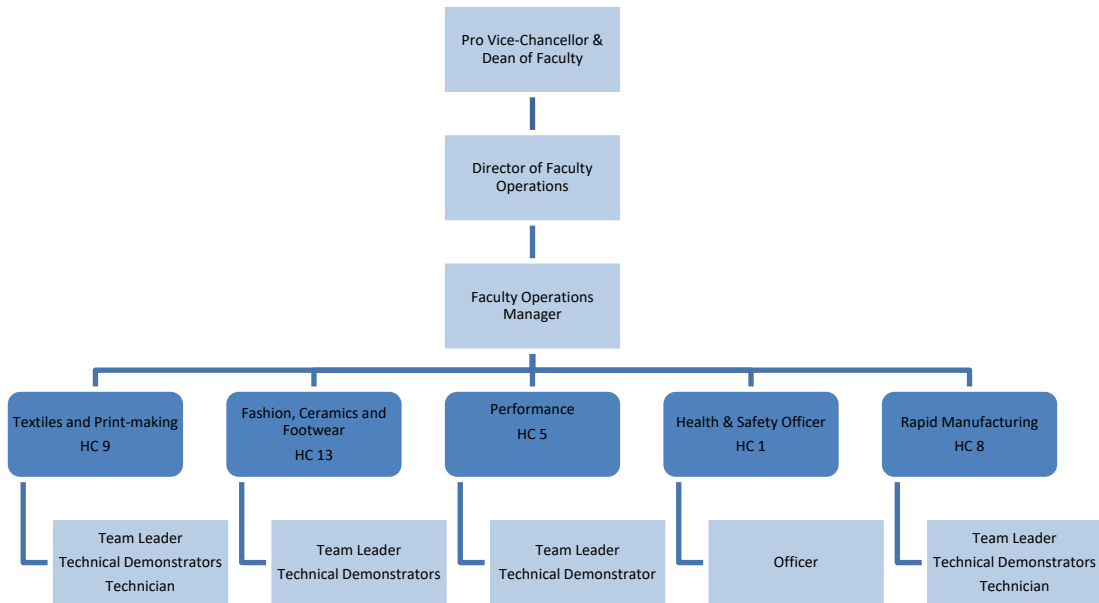 Pro Vice-Chancellor &
Dean of Faculty
Director of Faculty
Operations
Faculty Operations
Manager
Textiles and Print-making
HC 9
Fashion, Ceramics and
Footwear
HC 13
Performance
HC 5
Health & Safety Officer
HC 1
Rapid Manufacturing
HC 8
Team Leader
Technical Demonstrators
Technician
Team Leader
Technical Demonstrators
Team Leader
Technical Demonstrator
Officer
Team Leader
Technical Demonstrators
Technician